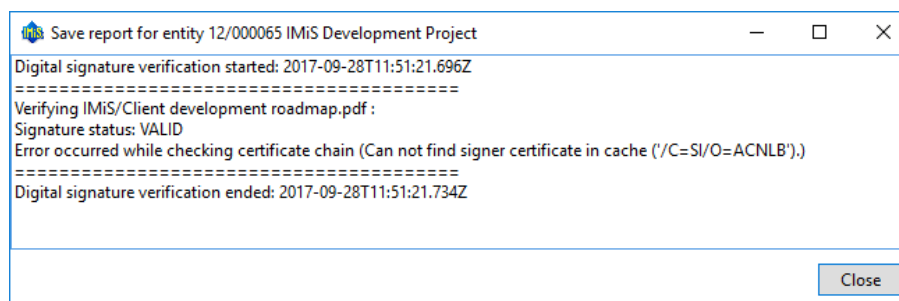 IMiS Save report for entity 12/000065 IMiS Development Project
Digital signature verification started: 2017-09-28T11:51:21.696Z
========================================
Verifying IMiS/Client development roadmap.pdf :
Signature status: VALID
Error occurred while checking certificate chain (Can not find signer certificate in cache ('/C=SI/O=ACNLB').)
========================================
Digital signature verification ended: 2017-09-28T11:51:21.734Z
Close